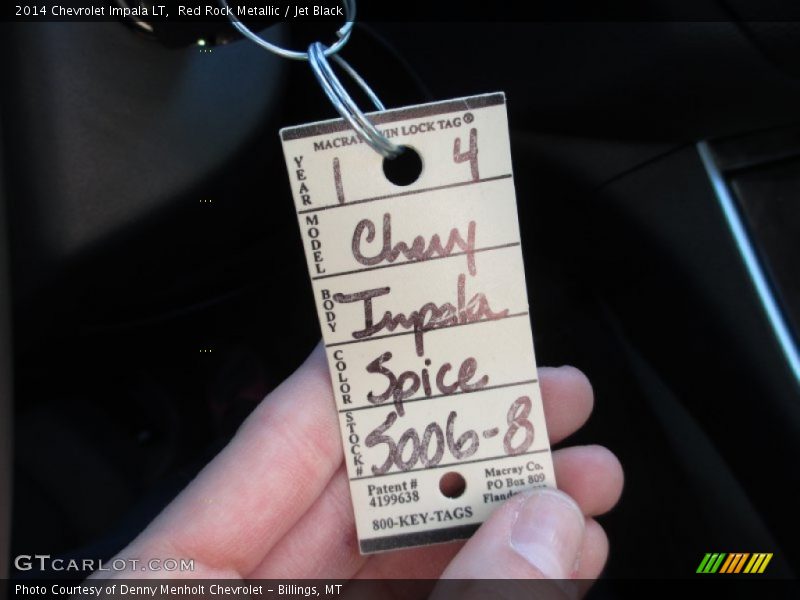 2014 Chevrolet Impala LT, Red Rock Metallic / Jet Black
MACRAY TWIN LOCK TAG®
YEAR 1 4
MODEL Chevy
BODY Impala
COLOR Spice
STOCK# 5006-8
Patent #
4199638
Macray Co.
PO Box 809
800-KEY-TAGS
GTCARLOT.COM
Photo Courtesy of Denny Menholt Chevrolet – Billings, MT